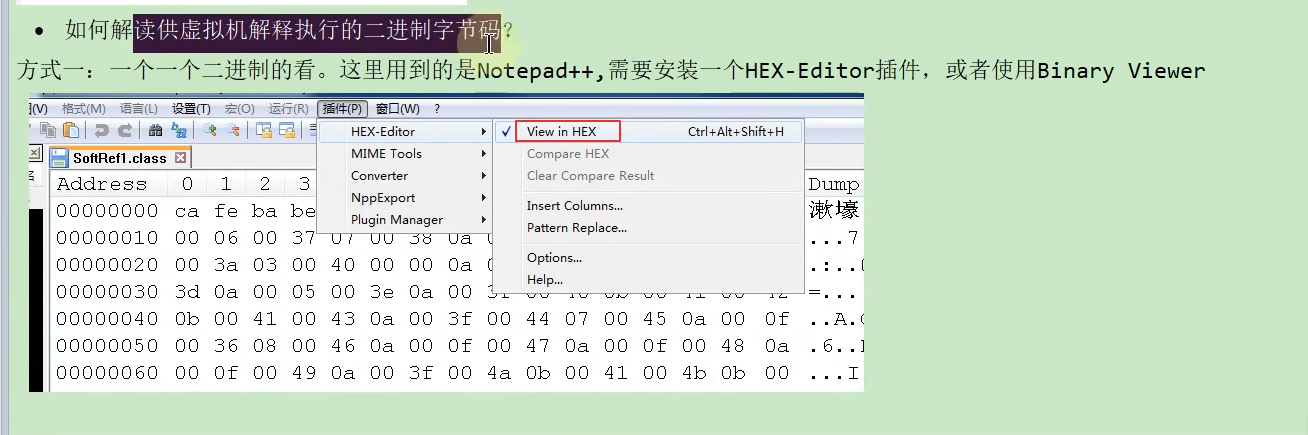 • 如何解读供虚拟机解释执行的二进制字节码？
方式一：一个一个二进制的看。这里用到的是Notepad++,需要安装一个HEX-Editor插件，或者使用Binary Viewer
(V) 格式(M) 语言(L) 设置(T) 宏(O) 运行(R) 插件(P) 窗口(W) ?
HEX-Editor
View in HEX Ctrl+Alt+Shift+H
MIME Tools
Compare HEX
SoftRef1.class
Converter
Clear Compare Result
NppExport
Insert Columns...
Plugin Manager
Pattern Replace...
Options...
Help...
Address 0 1 2 3 Dump
00000000 ca fe ba be 漱壕
00000010 00 06 00 37 07 00 38 0a ...7
00000020 00 3a 03 00 40 00 00 0a .:..
00000030 3d 0a 00 05 00 3e 0a 00 =...
00000040 0b 00 41 00 43 0a 00 3f 00 44 07 00 45 0a 00 0f ..A.
00000050 00 36 08 00 46 0a 00 0f 00 47 0a 00 0f 00 48 0a .6..
00000060 00 0f 00 49 0a 00 3f 00 4a 0b 00 41 00 4b 0b 00 ...I